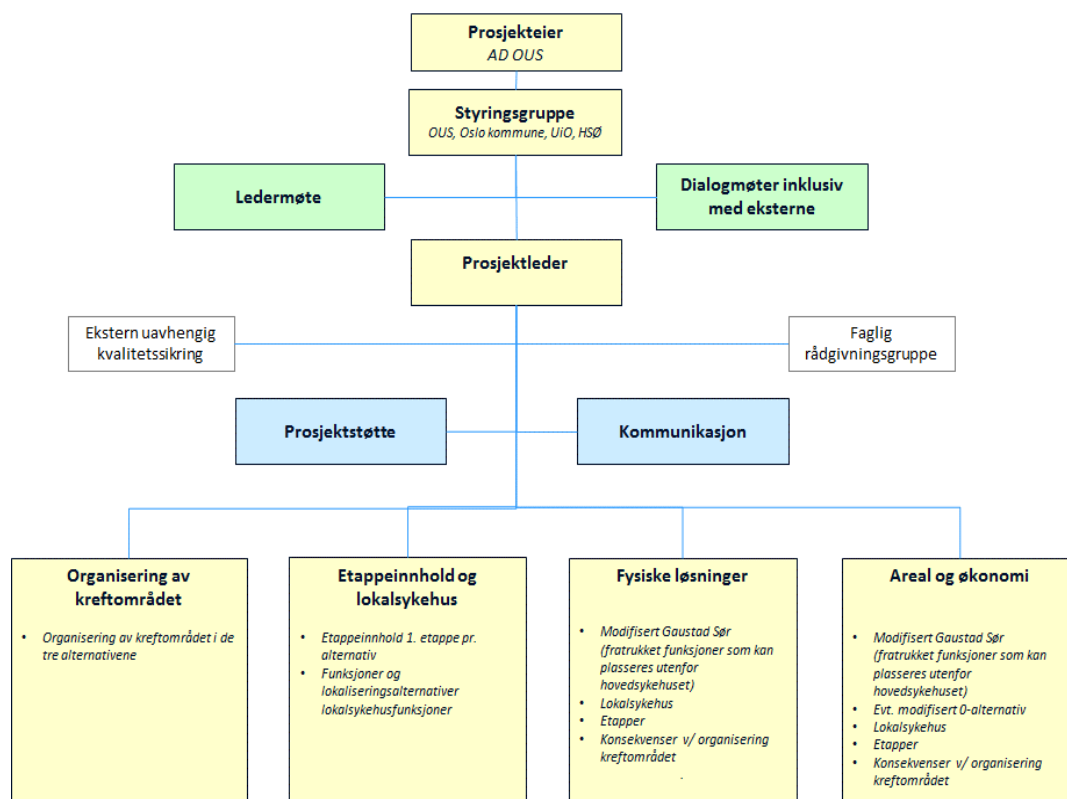 Prosjekteier
AD OUS
Styringsgruppe
OUS, Oslo kommune, UiO, HSØ
Ledermøte
Dialogmøter inklusiv
med eksterne
Prosjektleder
Ekstern uavhengig
kvalitetssikring
Faglig
rådgivningsgruppe
Prosjektstøtte
Kommunikasjon
Organisering av
kreftområdet
• Organisering av kreftområdet i de
tre alternativene
Etappeinnhold og
lokalsykehus
• Etappeinnhold 1. etappe pr.
alternativ
• Funksjoner og
lokaliseringsalternativer
lokalsykehusfunksjoner
Fysiske løsninger
• Modifisert Gaustad Sør
(fratrukket funksjoner som kan
plasseres utenfor
hovedsykehuset)
• Lokalsykehus
• Etapper
• Konsekvenser v/ organisering
kreftområdet
Areal og økonomi
• Modifisert Gaustad Sør
(fratrukket funksjoner som kan
plasseres utenfor
hovedsykehuset)
• Evt. modifisert 0-alternativ
• Lokalsykehus
• Etapper
• Konsekvenser v/ organisering
kreftområdet